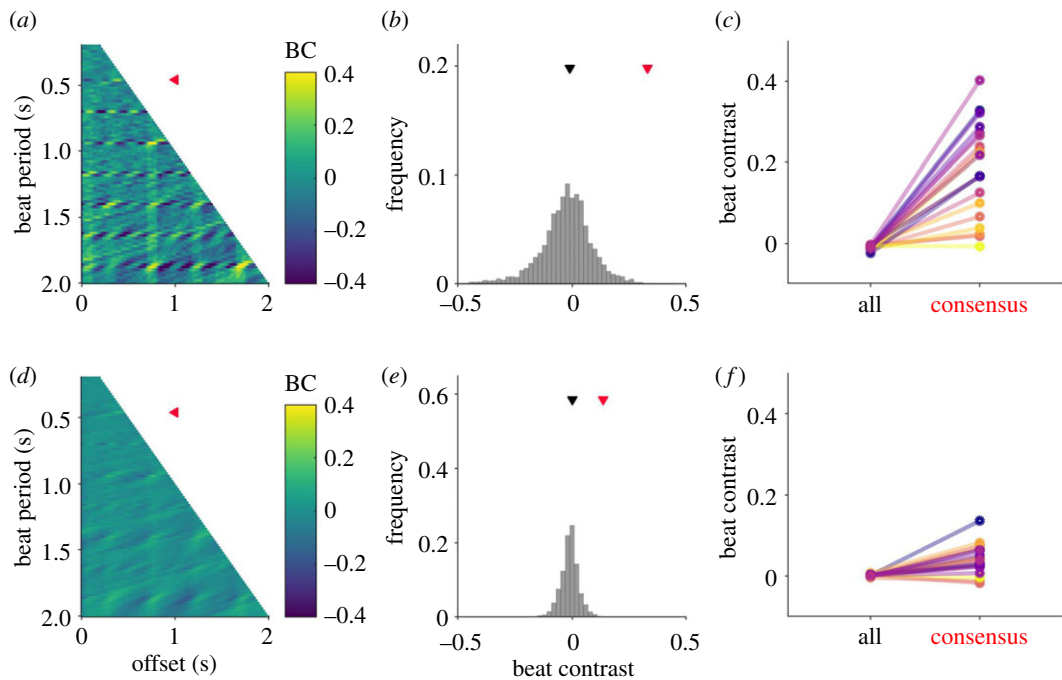 (a)
BC
0.4
0.2
0
–0.2
–0.4
beat period (s)
0.5
1.0
1.5
2.0
0
1
2
(b)
frequency
0.2
0.1
0
–0.5
0
0.5
(c)
beat contrast
0.4
0.2
0
all
consensus
(d)
BC
0.4
0.2
0
–0.2
–0.4
beat period (s)
0.5
1.0
1.5
2.0
0
1
2
offset (s)
(e)
frequency
0.6
0.4
0.2
0
–0.5
0
0.5
beat contrast
(f)
beat contrast
0.4
0.2
0
all
consensus